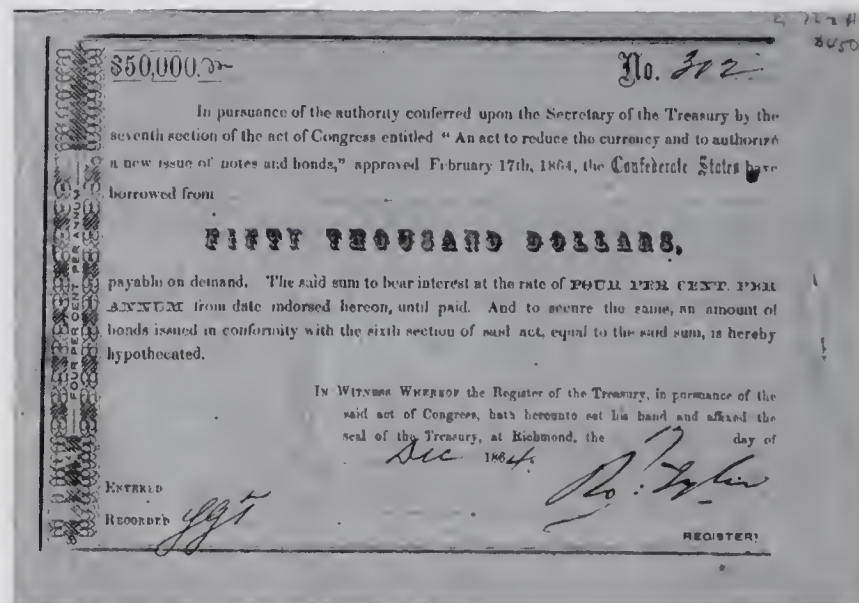 $450
$50,000.
No. 302
In pursuance of the authority conferred upon the Secretary of the Treasury by the
seventh section of the act of Congress entitled “ An act to reduce the currency and to authorize
a new issue of notes and bonds,” approved February 17th, 1864, the Confederate States have
borrowed from
FIFTY THOUSAND DOLLARS,
payable on demand. The said sum to bear interest at the rate of FOUR PER CENT. PER
ANNUM from date indorsed hereon, until paid. And to secure the same, an amount of
bonds issued in conformity with the sixth section of said act, equal to the said sum, is hereby
hypothecated.
FOUR PER CENT PER ANNUM
IN WITNESS WHEREOF the Register of the Treasury, in pursuance of the
said act of Congress, hath hereunto set his hand and affixed the
seal of the Treasury, at Richmond, the 7 day of
Dec 1864.
ENTERED
RECORDED
Ro: Tyler
REGISTER